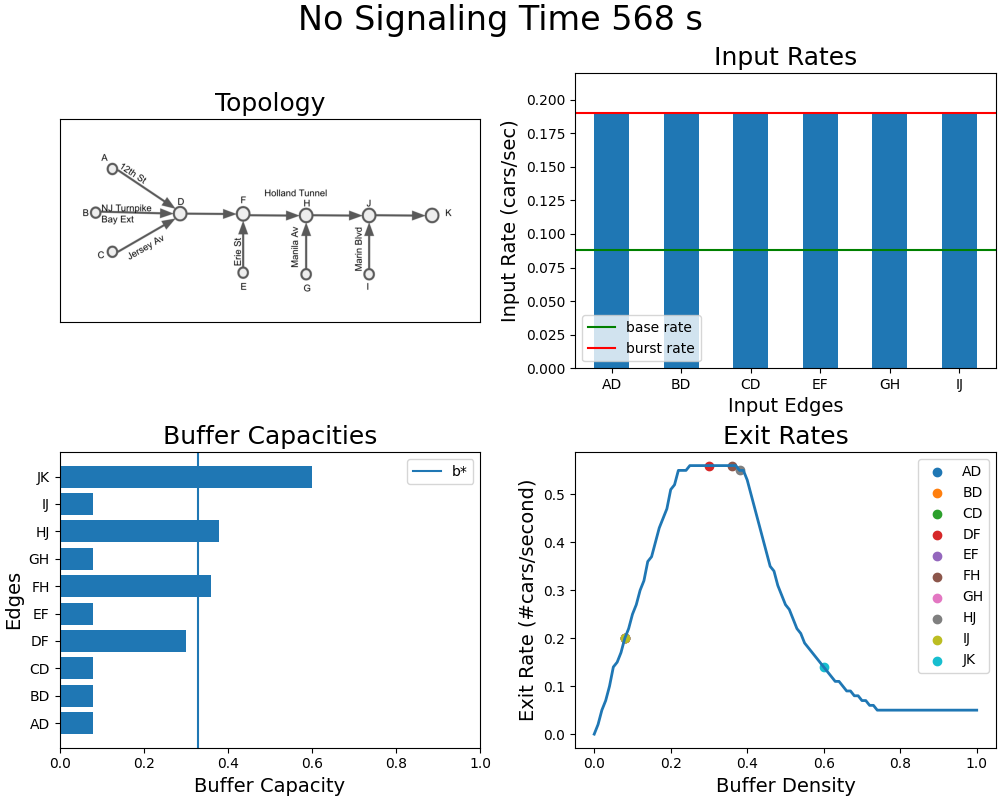 No Signaling Time 568 s
Topology
A
12th St
B
NJ Turnpike
Bay Ext
C
Jersey Av
D
F
Holland Tunnel
H
J
K
Erie St
Manila Av
Marin Blvd
E
G
I
Input Rates
Input Rate (cars/sec)
0.200
0.175
0.150
0.125
0.100
0.075
0.050
0.025
0.000
base rate
burst rate
AD BD CD EF GH IJ
Input Edges
Buffer Capacities
Edges
JK
IJ
HJ
GH
FH
EF
DF
CD
BD
AD
b*
0.0 0.2 0.4 0.6 0.8 1.0
Buffer Capacity
Exit Rates
Exit Rate (#cars/second)
0.5
0.4
0.3
0.2
0.1
0.0
AD
BD
CD
DF
EF
FH
GH
HJ
IJ
JK
0.0 0.2 0.4 0.6 0.8 1.0
Buffer Density